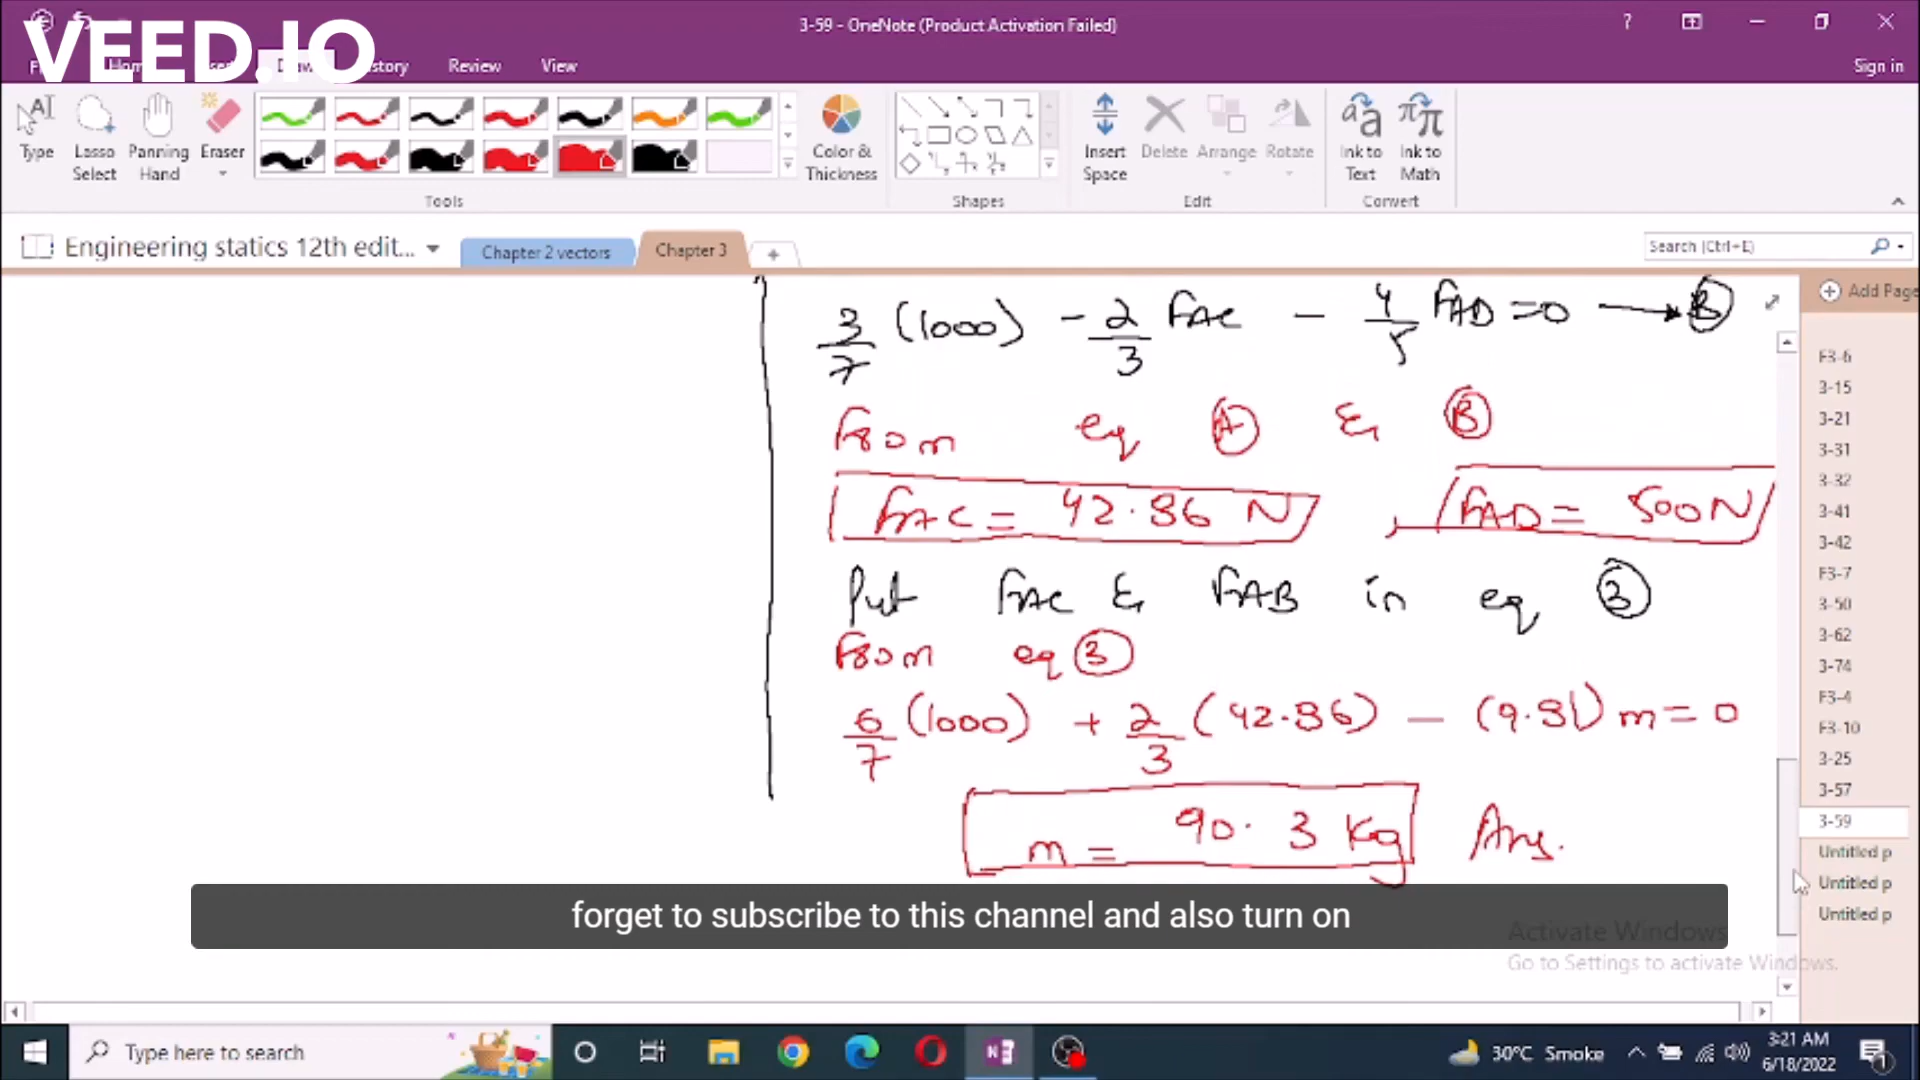 3-59 - OneNote (Product Activation Failed)
VEED.IO
Review
View
Sign in
Type
Lasso Select
Panning Hand
Eraser
Color & Thickness
Insert Space
Delete
Arrange
Rotate
Ink to Text
Ink to Math
Tools
Shapes
Edit
Convert
Engineering statics 12th edit...
Chapter 2 vectors
Chapter 3
Search (Ctrl+E)
Add Page
3/7 (1000) - 2/3 FAC - 4/5 FAD = 0 → B
From eq A & B
FAC = 42.86 N , FAD = 500N
Put FAC & FAB in eq 3
From eq 3
6/7 (1000) + 2/3 (42.86) - (9.81) m = 0
m = 90.3 Kg Ans.
F3-6
3-15
3-21
3-31
3-32
3-41
3-42
F3-7
3-50
3-62
3-74
F3-4
F3-10
3-25
3-57
3-59
Untitled p
Untitled p
Untitled p
forget to subscribe to this channel and also turn on
Activate Windows
Go to Settings to activate Windows.
Type here to search
30°C Smoke
3:21 AM
6/18/2022
1